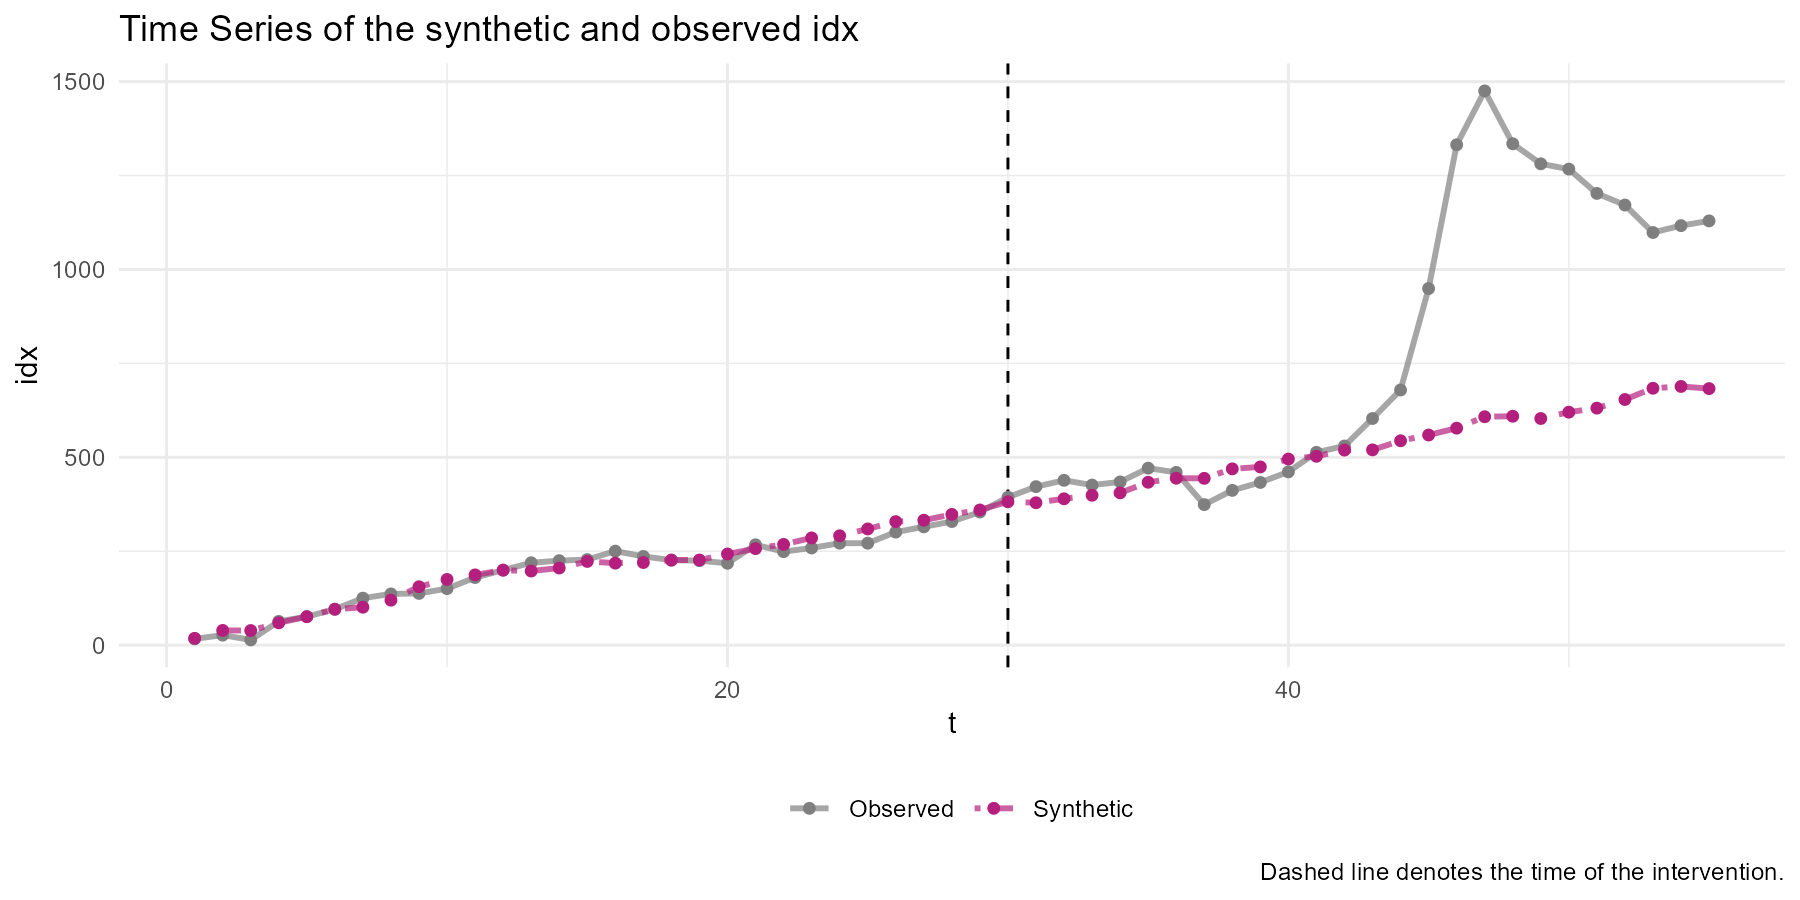 Time Series of the synthetic and observed idx
1500
1000
500
0
idx
0 20 40
t
Observed Synthetic
Dashed line denotes the time of the intervention.